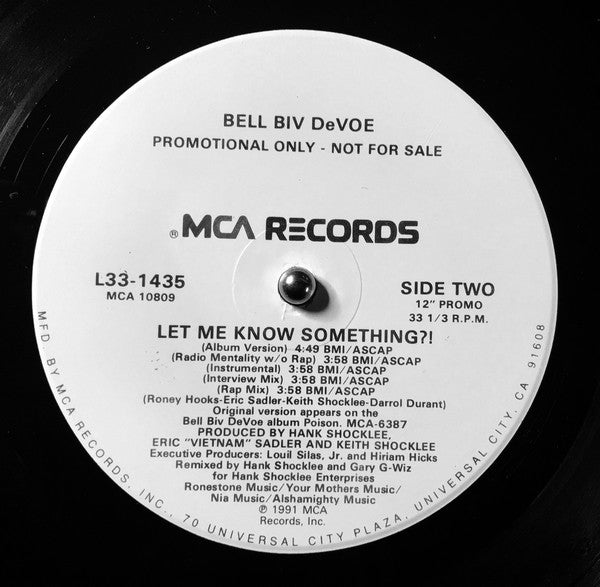 BELL BIV DeVOE
PROMOTIONAL ONLY - NOT FOR SALE
® MCA RECORDS
L33-1435
MCA 10809
SIDE TWO
12" PROMO
33 1/3 R.P.M.
LET ME KNOW SOMETHING?!
(Album Version) 4:49 BMI/ASCAP
(Radio Mentality w/o Rap) 3:58 BMI/ASCAP
(Instrumental) 3:58 BMI/ASCAP
(Interview Mix) 3:58 BMI/ASCAP
(Rap Mix) 3:58 BMI/ASCAP
(Roney Hooks-Eric Sadler-Keith Shocklee-Darrol Durant)
Original version appears on the
Bell Biv DeVoe album Poison. MCA-6387
PRODUCED BY HANK SHOCKLEE,
ERIC "VIETNAM" SADLER AND KEITH SHOCKLEE
Executive Producers: Louil Silas, Jr. and Hiriam Hicks
Remixed by Hank Shocklee and Gary G-Wiz
for Hank Shocklee Enterprises
Ronestone Music/Your Mothers Music/
Nia Music/Alshamighty Music
℗ 1991 MCA
Records, Inc.
MFD. BY MCA RECORDS, INC., 70 UNIVERSAL CITY PLAZA, UNIVERSAL CITY, CA 91608